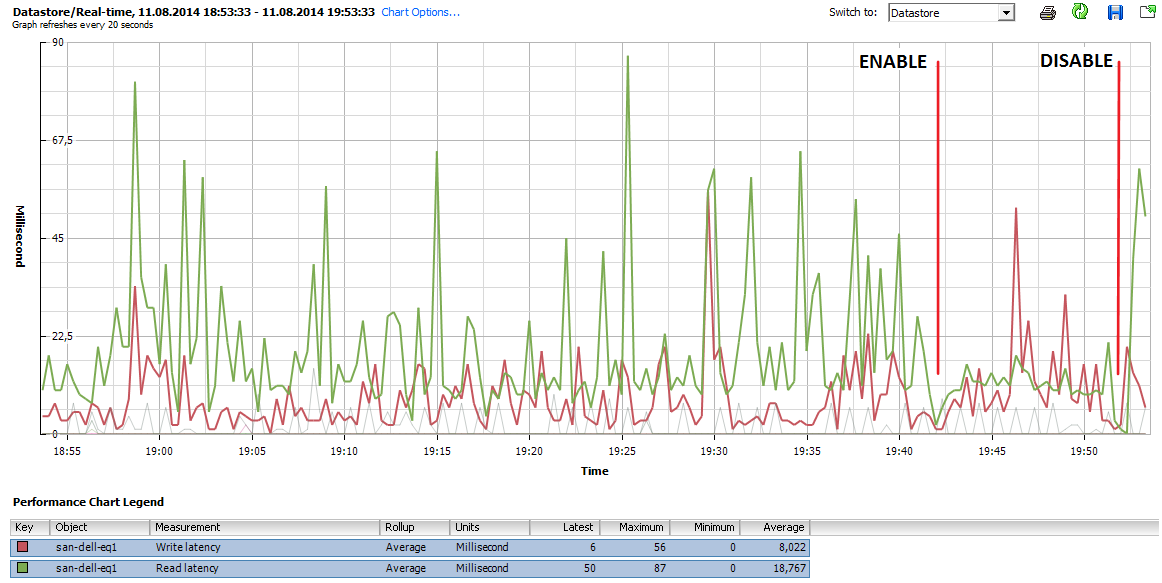 Datastore/Real-time, 11.08.2014 18:53:33 - 11.08.2014 19:53:33 Chart Options... Switch to: Datastore
Graph refreshes every 20 seconds
90
67,5
45
22,5
0
Millisecond
ENABLE DISABLE
18:55 19:00 19:05 19:10 19:15 19:20 19:25 19:30 19:35 19:40 19:45 19:50
Time
Performance Chart Legend
Key Object Measurement Rollup Units Latest Maximum Minimum Average
san-dell-eq1 Write latency Average Millisecond 6 56 0 8,022
san-dell-eq1 Read latency Average Millisecond 50 87 0 18,767